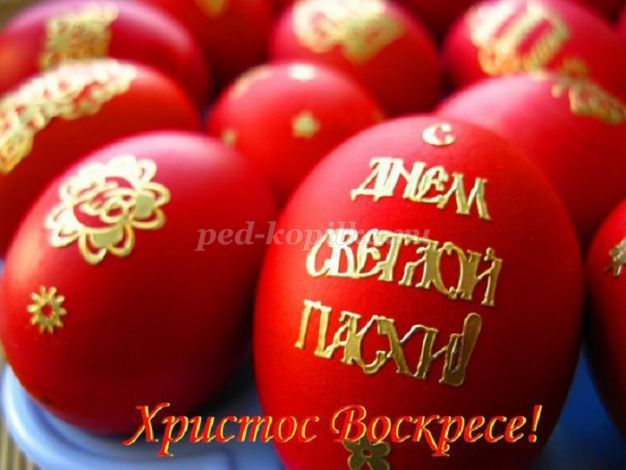 С
ДНЕМ
СВЕТЛОЙ
ПАСХИ!
ped-kopilka.ru
Христос Воскресе!